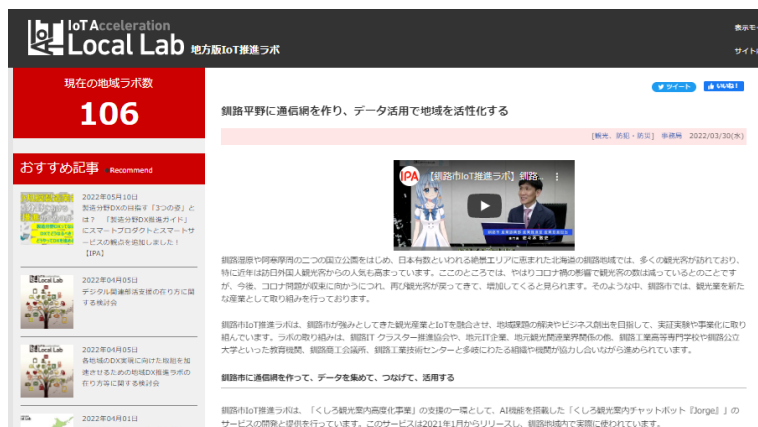 IoT Acceleration
Local Lab 地方版IoT推進ラボ
表示モー
サイト
現在の地域ラボ数
106
おすすめ記事 Recommend
2022年05月10日
製造分野DXの目指す「3つの姿」と
は? 「製造分野DX推進ガイド」
にスマートプロダクトとスマートサ
ービスの観点を追加しました!
【IPA】
2022年04月05日
デジタル関連部活支援の在り方に関
する検討会
2022年04月05日
各地域のDX実現に向けた取組を加
速させるための地域DX推進ラボの
在り方等に関する検討会
2022年04月01日
ツイート
いいね!
釧路平野に通信網を作り、データ活用で地域を活性化する
[観光、防犯・防災] 事務局 2022/03/30(水)
IPA 【釧路市IoT推進ラボ】釧路...
釧路湿原や阿寒摩周の二つの国立公園をはじめ、日本有数といわれる絶景エリアに恵まれた北海道の釧路地域では、多くの観光客が訪れており、
特に近年は訪日外国人観光客からの人気も高まっています。ここのところでは、やはりコロナ禍の影響で観光客の数は減っているとのことです
が、今後、コロナ問題が収束に向かうにつれ、再び観光客が戻ってきて、増加してくると見られます。そのような中、釧路市では、観光業を新た
な産業として取り組みを行っております。
釧路市IoT推進ラボは、釧路市が強みとしてきた観光産業とIoTを融合させ、地域課題の解決やビジネス創出を目指して、実証実験や事業化に取り
組んでいます。ラボの取り組みは、釧路IT クラスター推進協会や、地元IT企業、地元観光関連業界関係の他、釧路工業高等専門学校や釧路公立
大学といった教育機関、釧路商工会議所、釧路工業技術センターと多岐にわたる組織や機関が協力し合いながら進められています。
釧路市に通信網を作って、データを集めて、つなげて、活用する
釧路市IoT推進ラボは、「くしろ観光案内高度化事業」の支援の一環として、AI機能を搭載した「くしろ観光案内チャットボット『Jorge』」の
サービスの開発と提供を行っています。このサービスは2021年1月からリリースし、釧路地域内で実際に使われています。